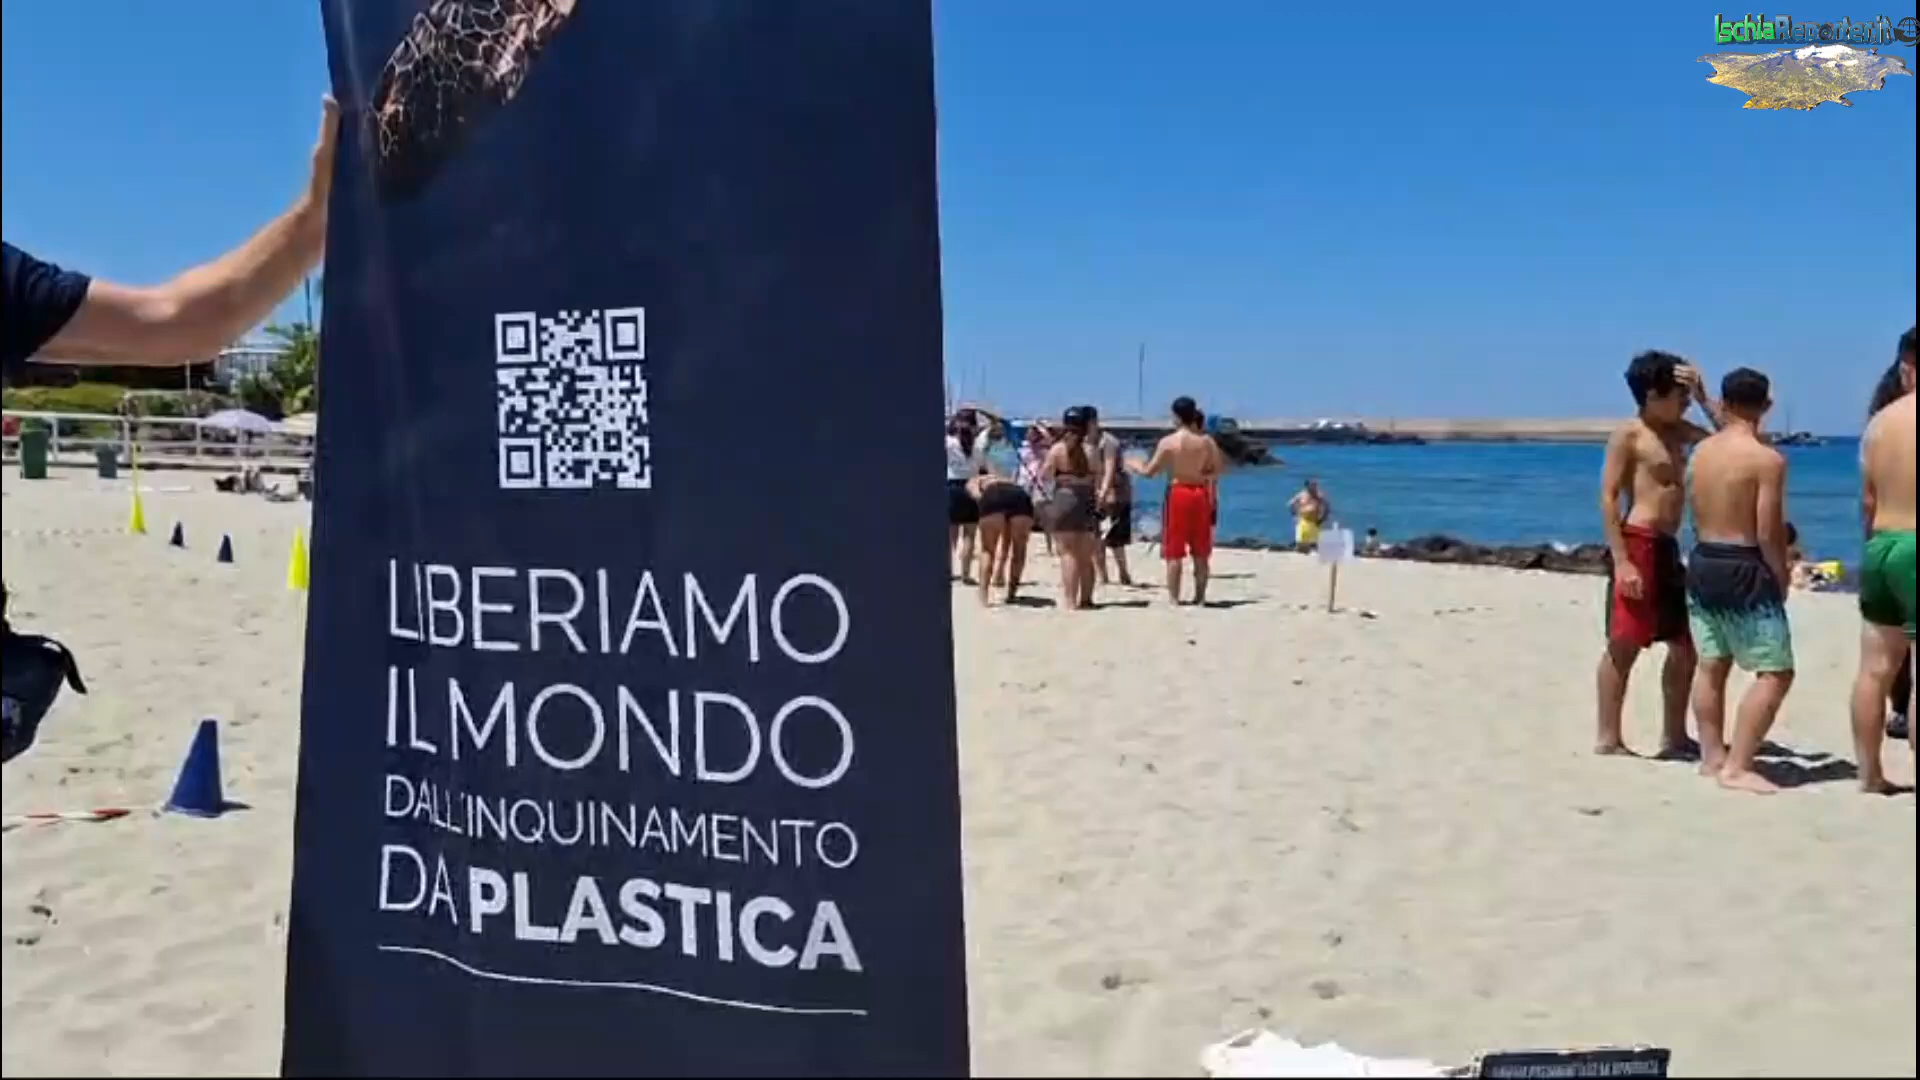 IschiaReporter.it
LIBERIAMO
IL MONDO
DALL'INQUINAMENTO
DA PLASTICA